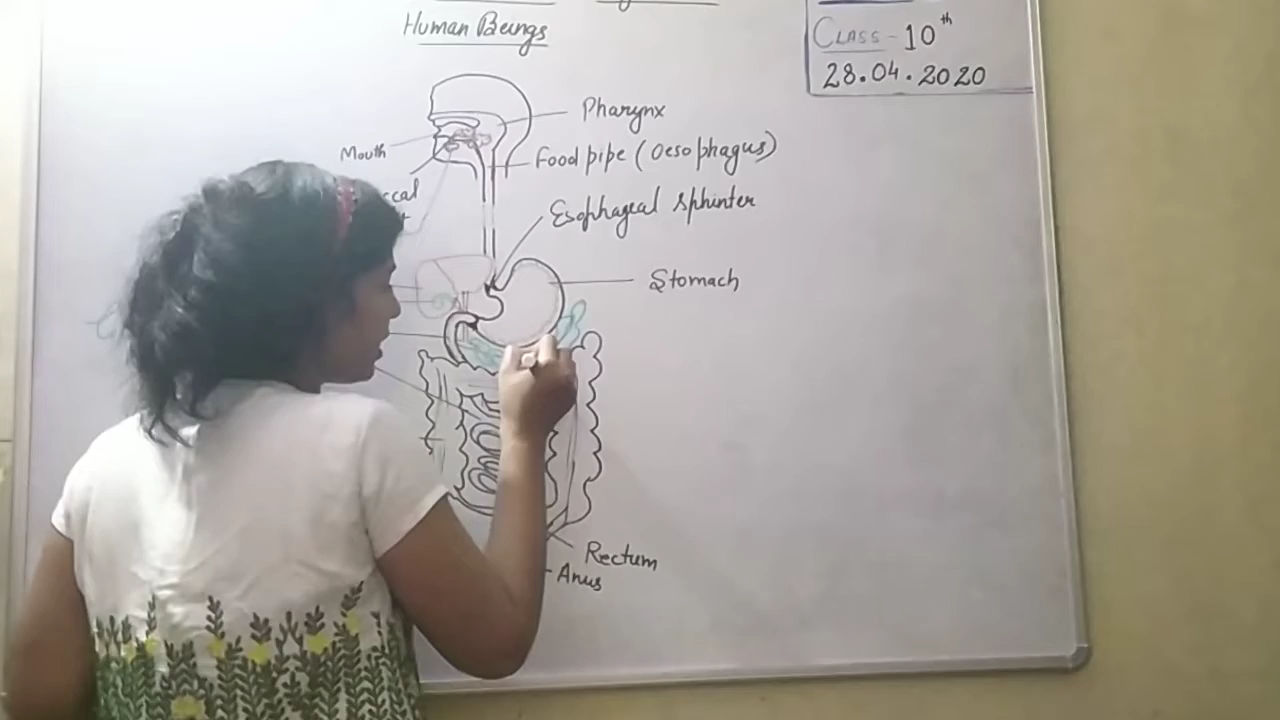 Human Beings
CLASS - 10th
28.04.2020
Pharynx
Mouth
Food pipe (Oesophagus)
Esophageal sphinter
Stomach
Rectum
Anus